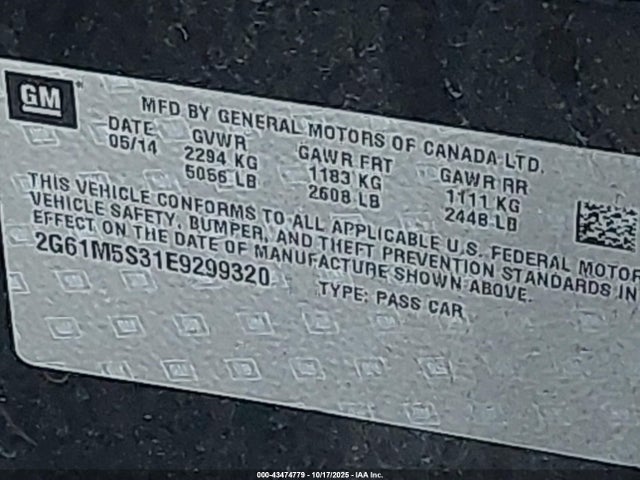 GM
MFD BY GENERAL MOTORS OF CANADA LTD.
DATE GVWR GAWR FRT GAWR RR
05/14 2294 KG 1183 KG 1111 KG
5056 LB 2608 LB 2448 LB
THIS VEHICLE CONFORMS TO ALL APPLICABLE U.S. FEDERAL MOTOR
VEHICLE SAFETY, BUMPER, AND THEFT PREVENTION STANDARDS IN
EFFECT ON THE DATE OF MANUFACTURE SHOWN ABOVE.
2G61M5S31E9299320 TYPE: PASS CAR
000-43474779 - 10/17/2025 - IAA Inc.